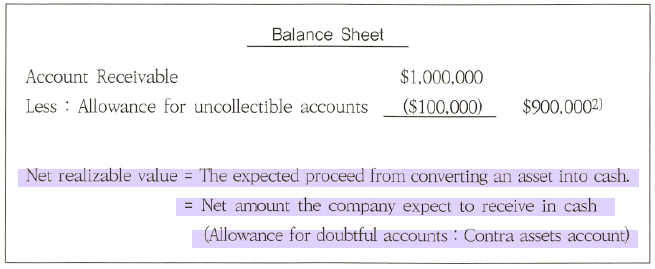 Balance Sheet
Account Receivable $1,000,000
Less : Allowance for uncollectible accounts ($100,000) $900,000²⁾
Net realizable value = The expected proceed from converting an asset into cash.
= Net amount the company expect to receive in cash
(Allowance for doubtful accounts : Contra assets account)